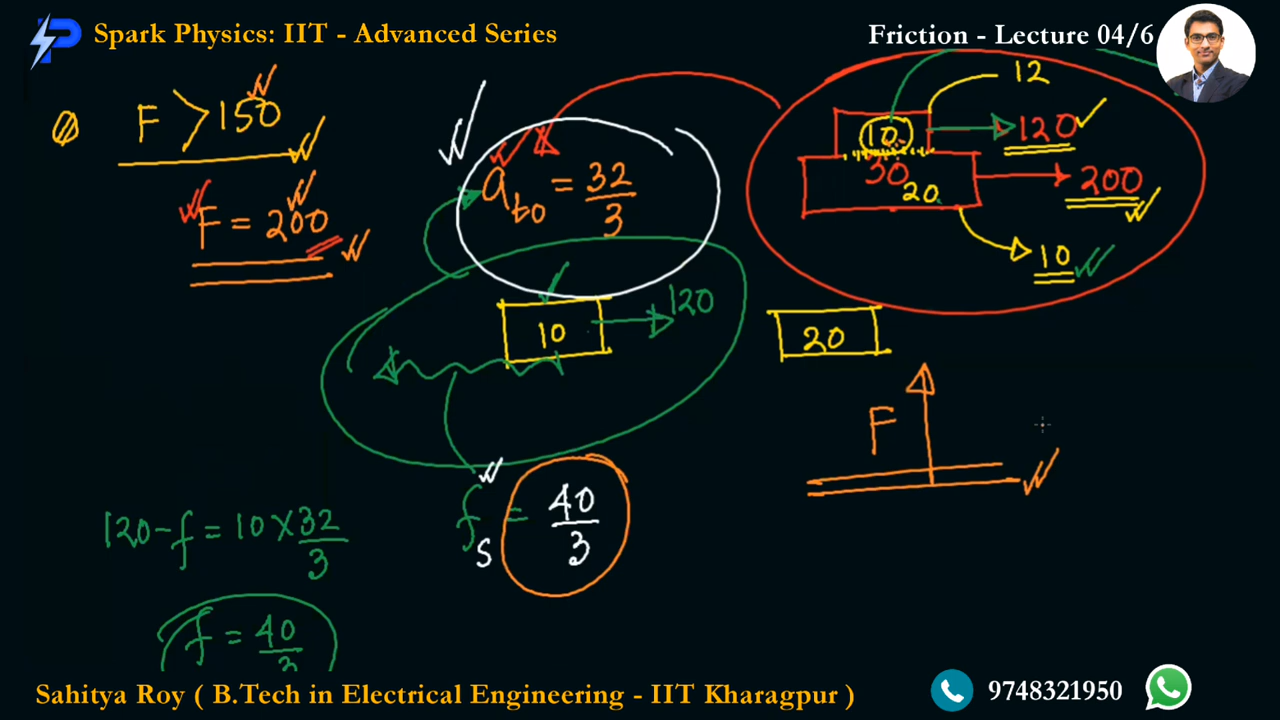 Spark Physics: IIT - Advanced Series
Friction - Lecture 04/6
F > 150
F = 200
a_to = 32/3
12
10
120
30
20
200
10
10
120
20
F
f_s = 40/3
120 - f = 10 × 32/3
f = 40/3
Sahitya Roy ( B.Tech in Electrical Engineering - IIT Kharagpur )
9748321950